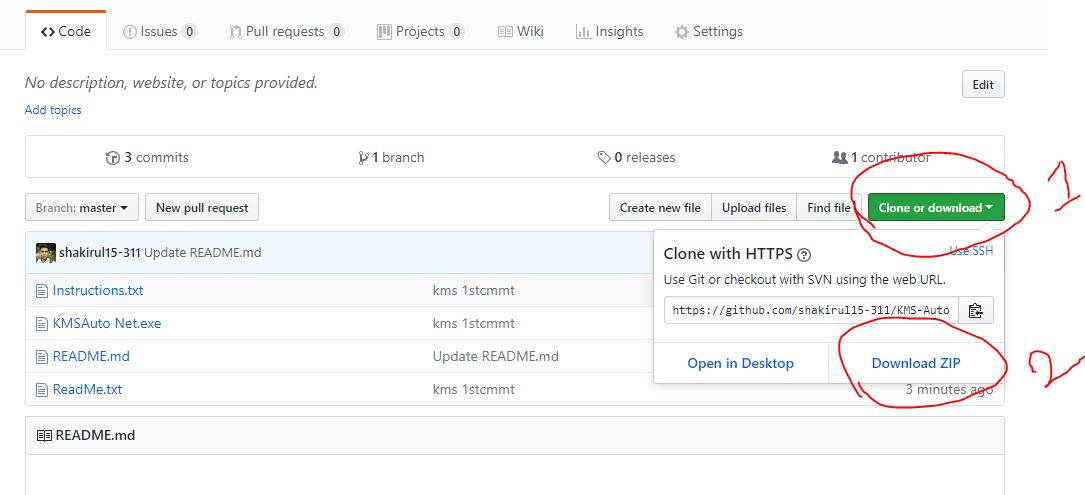 Code Issues 0 Pull requests 0 Projects 0 Wiki Insights Settings
No description, website, or topics provided.
Edit
Add topics
3 commits 1 branch 0 releases 1 contributor
Branch: master New pull request Create new file Upload files Find file Clone or download
1
shakirul15-311 Update README.md
Clone with HTTPS ?
Use SSH
Use Git or checkout with SVN using the web URL.
https://github.com/shakirul15-311/KMS-Auto
Open in Desktop Download ZIP
2
Instructions.txt kms 1stcmmt
KMSAuto Net.exe kms 1stcmmt
README.md Update README.md
ReadMe.txt kms 1stcmmt 3 minutes ago
README.md